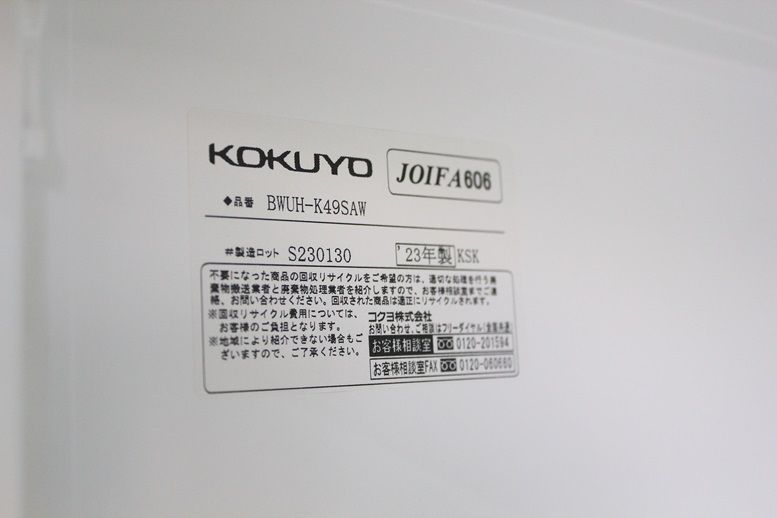 KOKUYO
JOIFA606
◆品番 BWUH-K49SAW
#製造ロット S230130 '23年製 KSK
不要になった商品の回収リサイクルをご希望の方は、適切な処理を行う廃
棄物搬送業者と廃棄物処理業者を紹介しますので、お客様相談室までご連
絡、お問い合わせください。回収された商品は適正にリサイクルされます。
※回収リサイクル費用については、
お客様のご負担となります。
※地域により紹介できない場合もご
ざいますので、ご了承ください。
コクヨ株式会社
お問い合わせ、ご相談はフリーダイヤル(全国共通)
お客様相談室 0120-201594
お客様相談室FAX 0120-060660